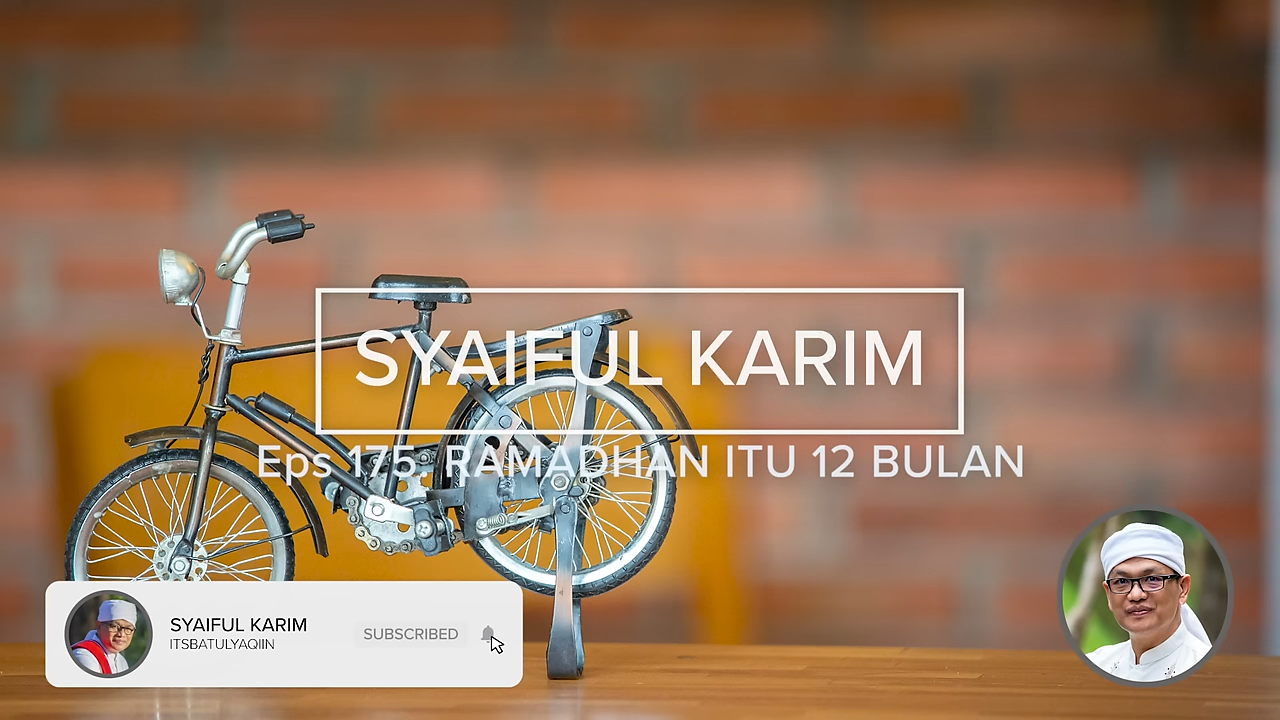 SYAIFUL KARIM
Eps 175. RAMADHAN ITU 12 BULAN
SYAIFUL KARIM
ITSBATULYAQIIN
SUBSCRIBED